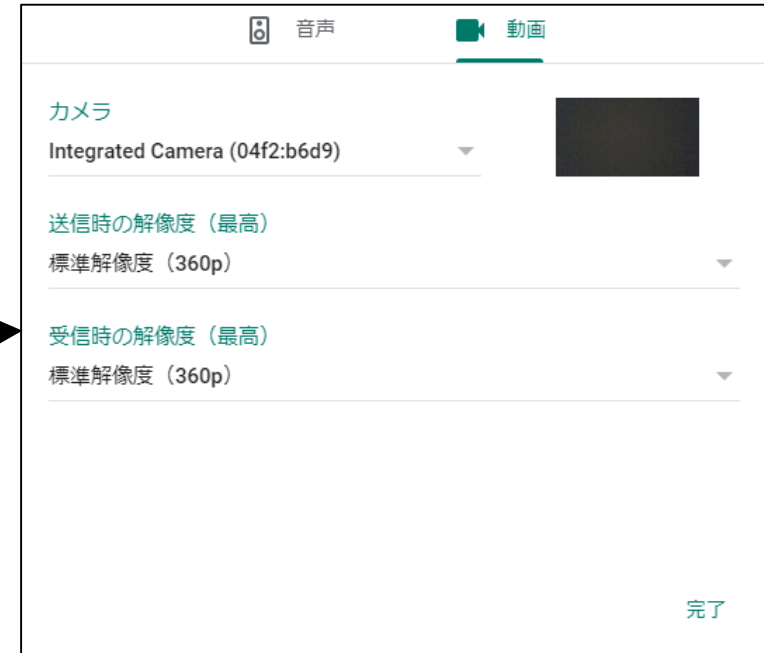 音声 動画
カメラ
Integrated Camera (04f2:b6d9)
送信時の解像度（最高）
標準解像度（360p）
受信時の解像度（最高）
標準解像度（360p）
完了